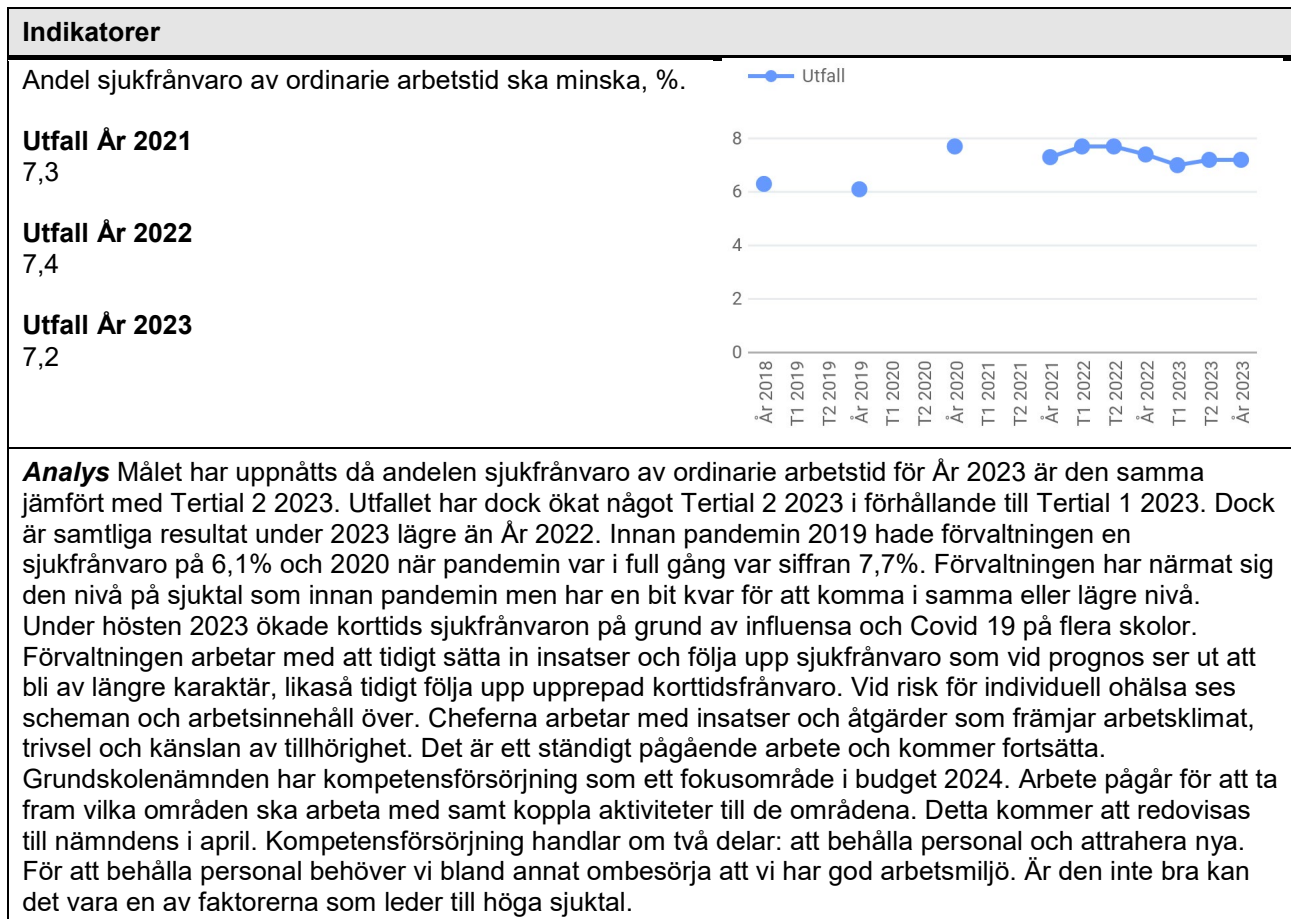 Indikatorer
Andel sjukfrånvaro av ordinarie arbetstid ska minska, %.
Utfall År 2021
7,3
Utfall År 2022
7,4
Utfall År 2023
7,2
Utfall
8
6
4
2
0
År 2018
T1 2019
T2 2019
År 2019
T1 2020
T2 2020
År 2020
T1 2021
T2 2021
År 2021
T1 2022
T2 2022
År 2022
T1 2023
T2 2023
År 2023
Analys Målet har uppnåtts då andelen sjukfrånvaro av ordinarie arbetstid för År 2023 är den samma
jämfört med Tertial 2 2023. Utfallet har dock ökat något Tertial 2 2023 i förhållande till Tertial 1 2023. Dock
är samtliga resultat under 2023 lägre än År 2022. Innan pandemin 2019 hade förvaltningen en
sjukfrånvaro på 6,1% och 2020 när pandemin var i full gång var siffran 7,7%. Förvaltningen har närmat sig
den nivå på sjuktal som innan pandemin men har en bit kvar för att komma i samma eller lägre nivå.
Under hösten 2023 ökade korttids sjukfrånvaron på grund av influensa och Covid 19 på flera skolor.
Förvaltningen arbetar med att tidigt sätta in insatser och följa upp sjukfrånvaro som vid prognos ser ut att
bli av längre karaktär, likaså tidigt följa upp upprepad korttidsfrånvaro. Vid risk för individuell ohälsa ses
scheman och arbetsinnehåll över. Cheferna arbetar med insatser och åtgärder som främjar arbetsklimat,
trivsel och känslan av tillhörighet. Det är ett ständigt pågående arbete och kommer fortsätta.
Grundskolenämnden har kompetensförsörjning som ett fokusområde i budget 2024. Arbete pågår för att ta
fram vilka områden ska arbeta med samt koppla aktiviteter till de områdena. Detta kommer att redovisas
till nämndens i april. Kompetensförsörjning handlar om två delar: att behålla personal och attrahera nya.
För att behålla personal behöver vi bland annat ombesörja att vi har god arbetsmiljö. Är den inte bra kan
det vara en av faktorerna som leder till höga sjuktal.